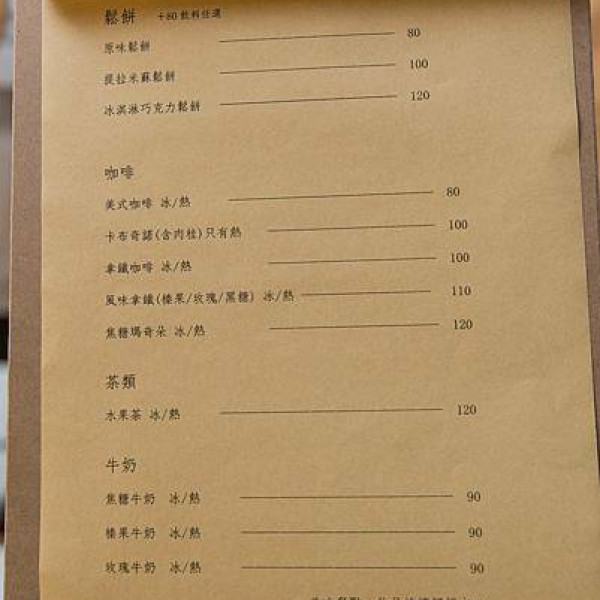 鬆餅 +80 飲料任選
原味鬆餅 80
提拉米蘇鬆餅 100
冰淇淋巧克力鬆餅 120
咖啡
美式咖啡 冰/熱 80
卡布奇諾(含肉桂)只有熱 100
拿鐵咖啡 冰/熱 100
風味拿鐵(榛果/玫瑰/黑糖) 冰/熱 110
焦糖瑪奇朵 冰/熱 120
茶類
水果茶 冰/熱 120
牛奶
焦糖牛奶 冰/熱 90
榛果牛奶 冰/熱 90
玫瑰牛奶 冰/熱 90